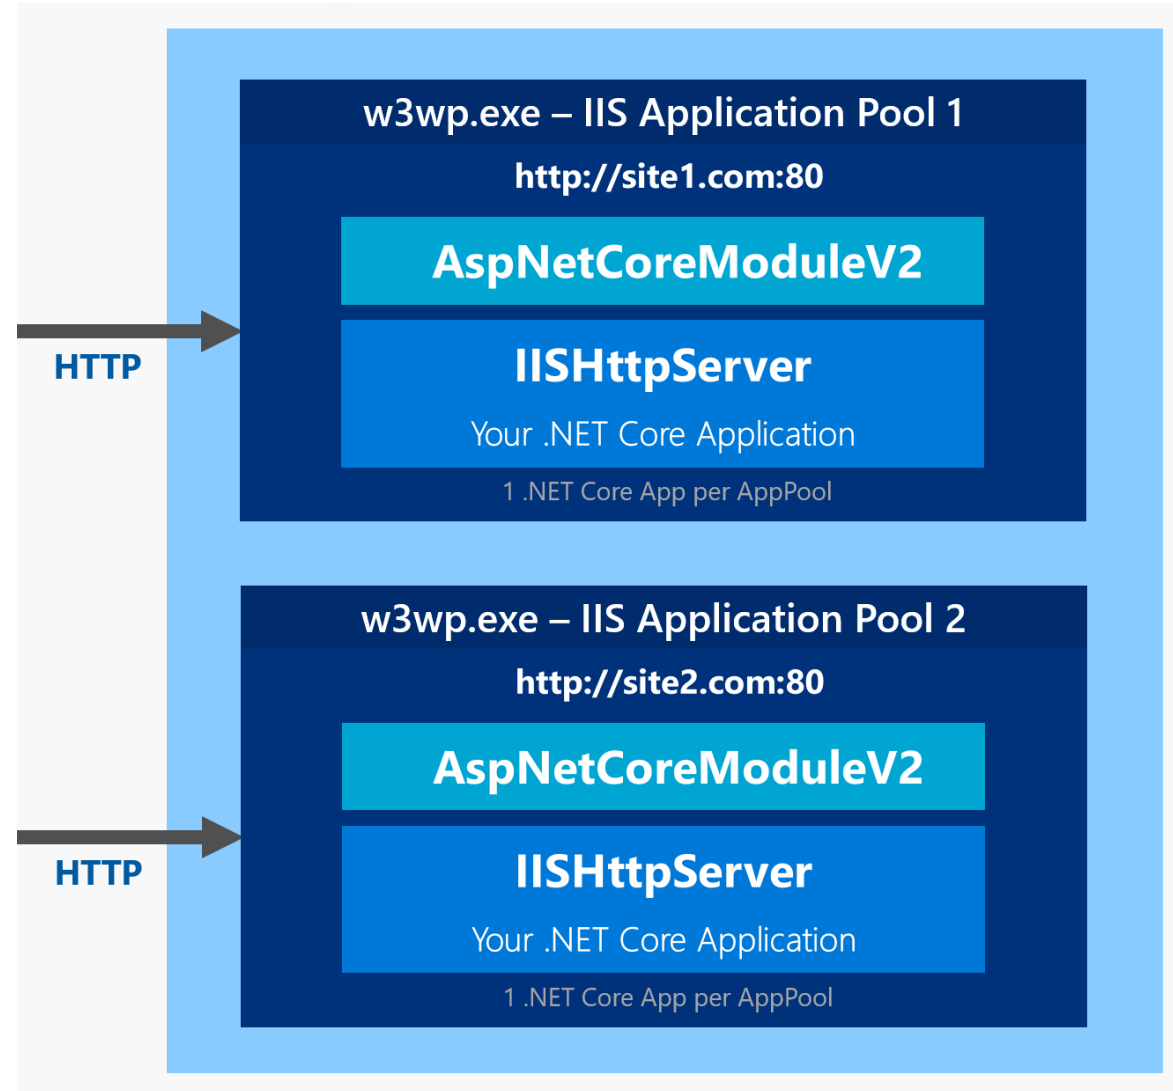 w3wp.exe – IIS Application Pool 1
http://site1.com:80
AspNetCoreModuleV2
HTTP
IISHttpServer
Your .NET Core Application
1 .NET Core App per AppPool
w3wp.exe – IIS Application Pool 2
http://site2.com:80
AspNetCoreModuleV2
HTTP
IISHttpServer
Your .NET Core Application
1 .NET Core App per AppPool